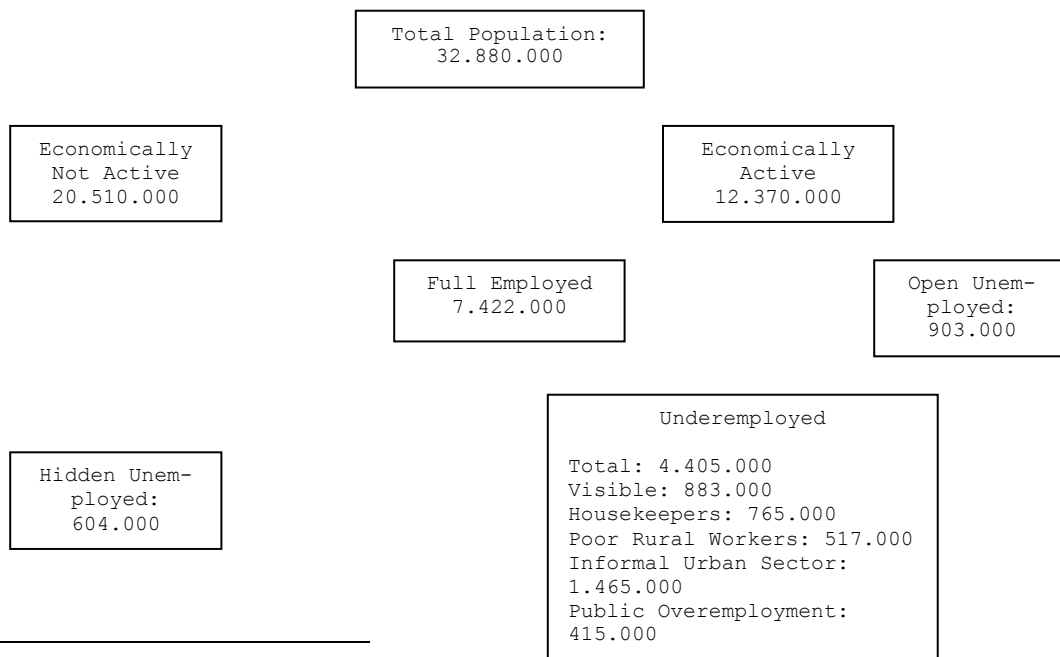 Total Population:
32.880.000
Economically
Not Active
20.510.000
Economically
Active
12.370.000
Full Employed
7.422.000
Open Unem-
ployed:
903.000
Hidden Unem-
ployed:
604.000
Underemployed
Total: 4.405.000
Visible: 883.000
Housekeepers: 765.000
Poor Rural Workers: 517.000
Informal Urban Sector:
1.465.000
Public Overemployment:
415.000